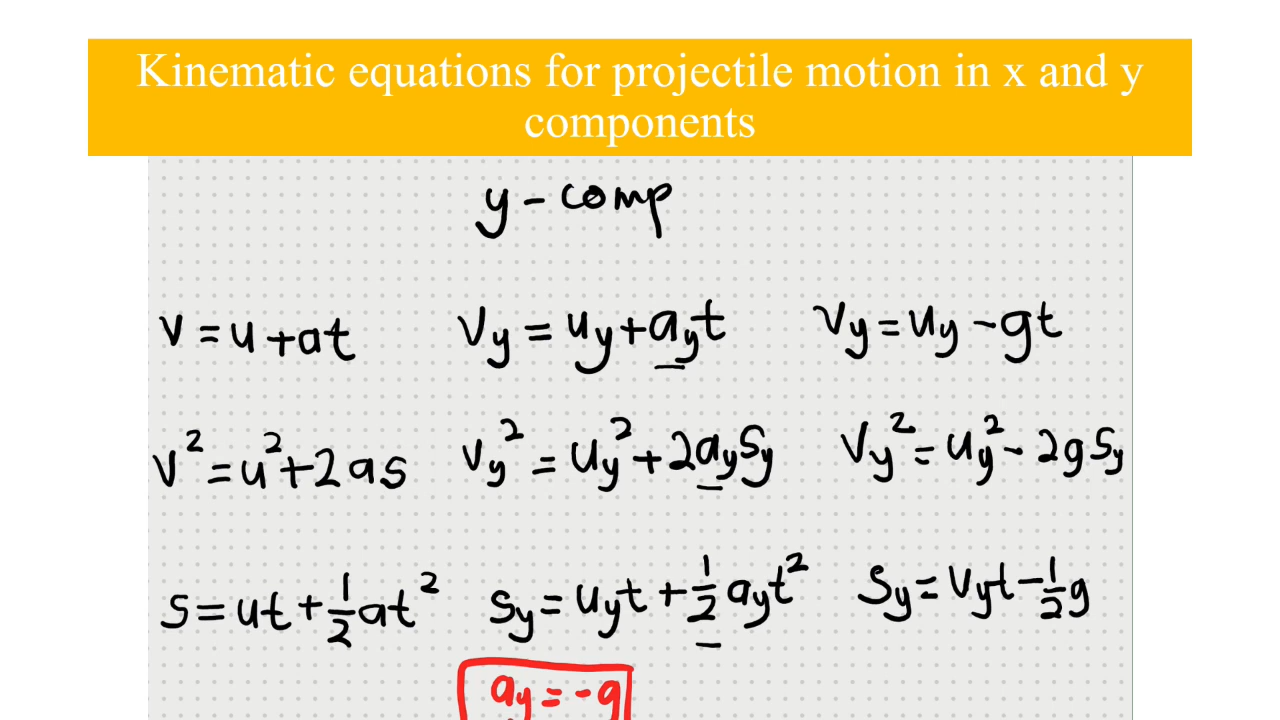 Kinematic equations for projectile motion in x and y
components
y - comp
v = u + at    vy = uy + ayt    vy = uy - gt
v² = u² + 2as    vy² = uy² + 2aysy    vy² = uy² - 2gsy
s = ut + ½at²    sy = uyt + ½ayt²    sy = vyt - ½g
ay = -g